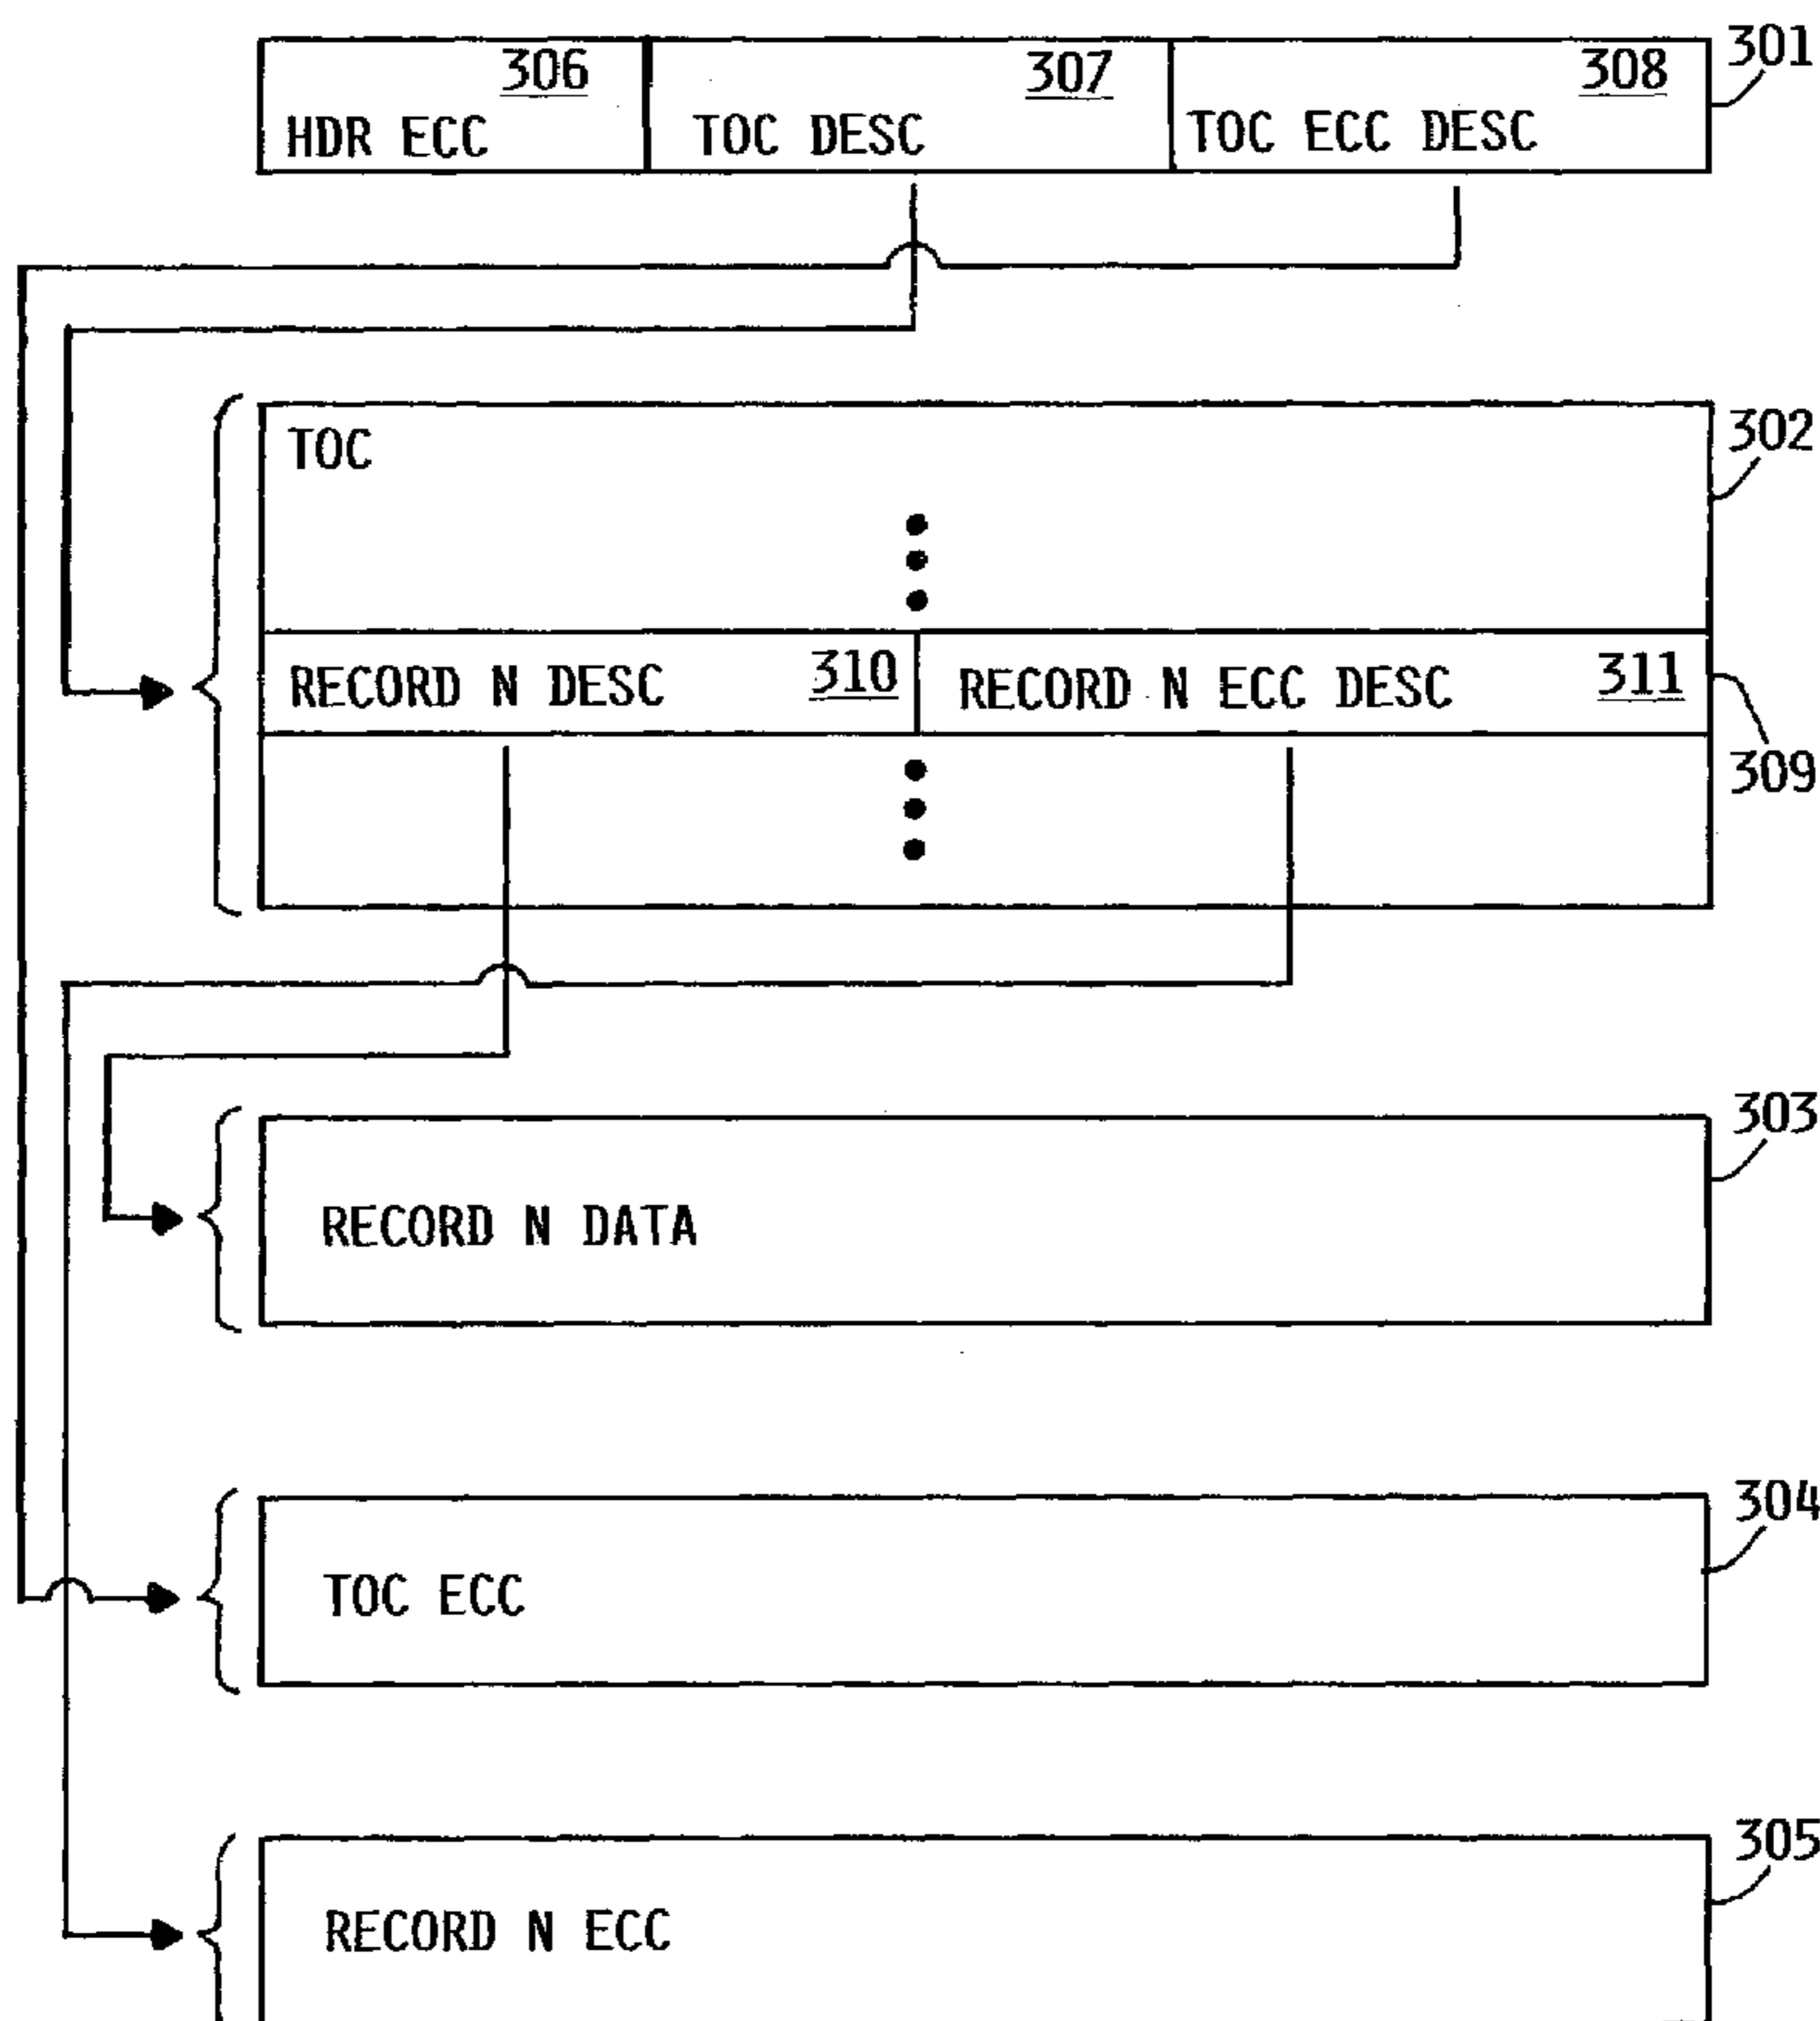 306 307 308 301
HDR ECC TOC DESC TOC ECC DESC
TOC 302
RECORD N DESC 310 RECORD N ECC DESC 311
309
303
RECORD N DATA
304
TOC ECC
305
RECORD N ECC